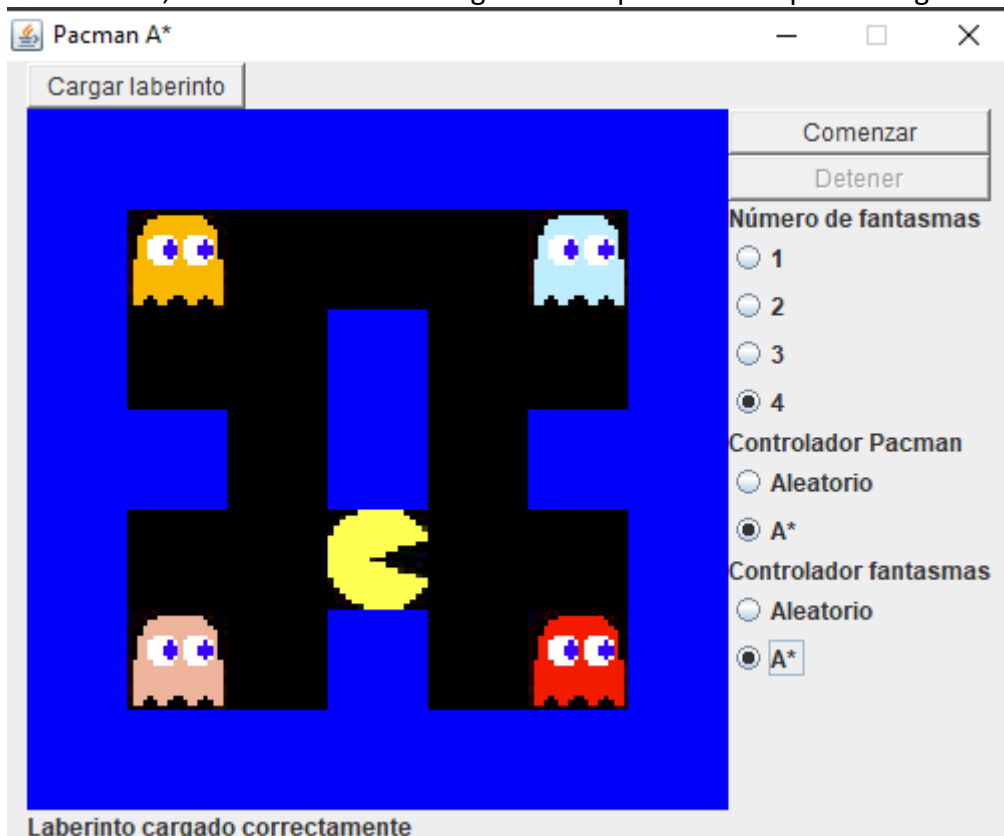 Pacman A*
Cargar laberinto
Comenzar
Detener
Número de fantasmas
1
2
3
4
Controlador Pacman
Aleatorio
A*
Controlador fantasmas
Aleatorio
A*
Laberinto cargado correctamente